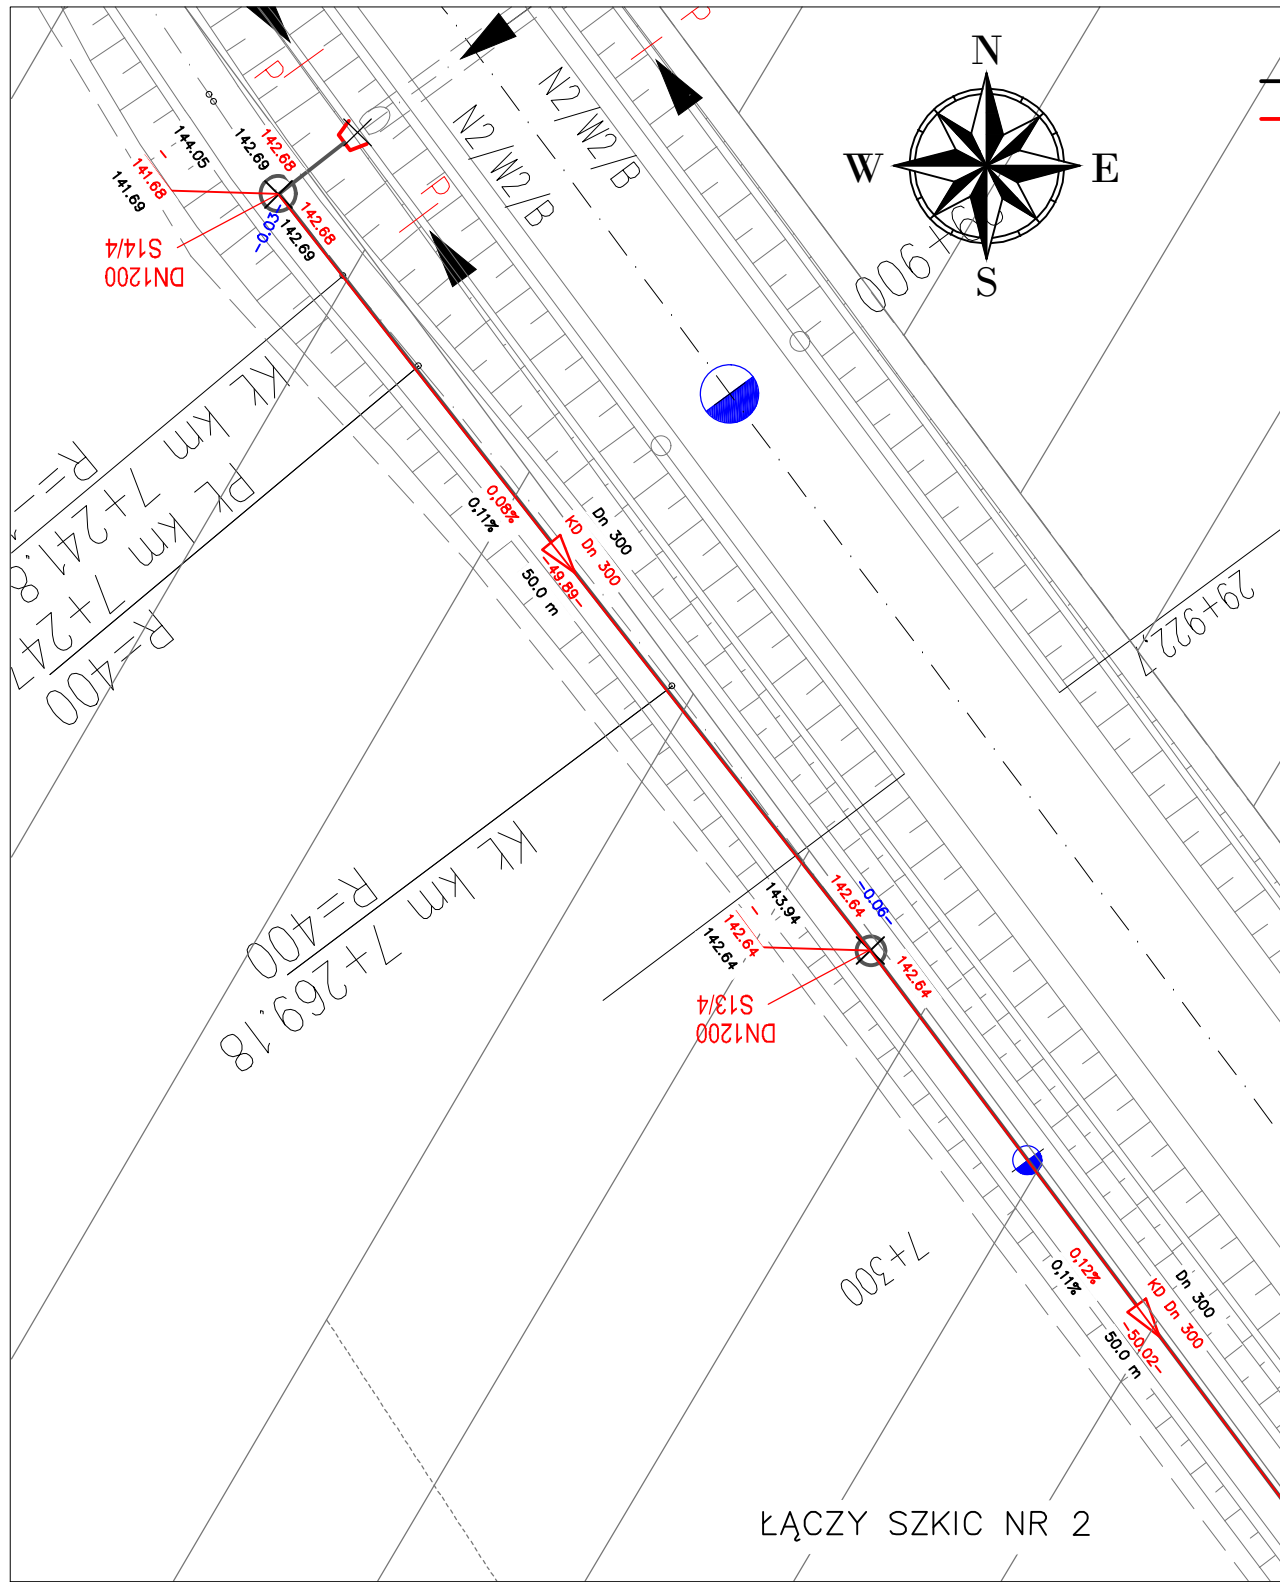 N
W
E
S
P
P
P
N2/W2/B
N2/W2/B
29+900
144.05
142.69
142.68
141.68
141.69
-0.03-
142.68
142.69
S14/4
DN1200
KŁ km 7+241.8
R=
PŁ km 7+247
R=400
0,08%
0,11%
Dn 300
KD Dn 300
-49.89-
50.0 m
29+922.7
KŁ km 7+269.18
R=400
143.94
142.64
142.64
142.64
-0.06-
142.64
S13/4
DN1200
7+300
0,12%
0,11%
Dn 300
KD Dn 300
-50.02-
50.0 m
ŁĄCZY SZKIC NR 2